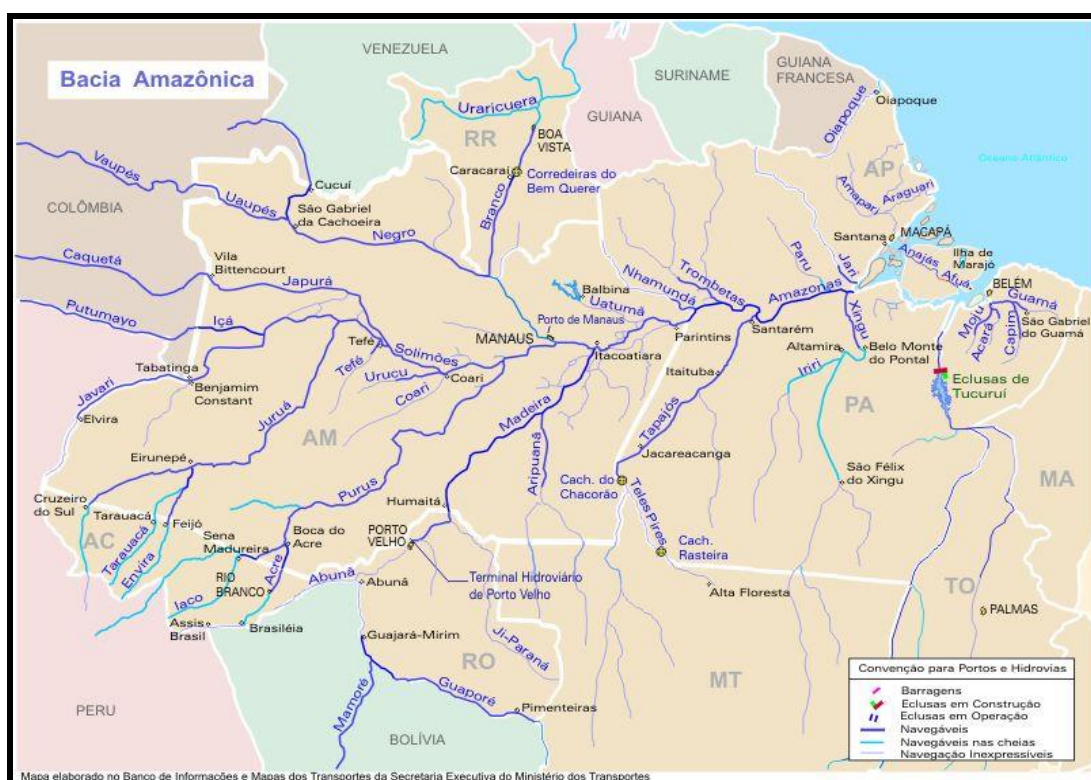 Bacia Amazônica
VENEZUELA
SURINAME
GUIANA
FRANCESA
GUIANA
COLÔMBIA
PERU
BOLÍVIA
Oceano Atlântico
RR
AP
AM
PA
MA
AC
RO
MT
TO
Uraricuera
BOA
VISTA
Caracaraí
Corredeiras do
Bem Querer
Branco
Oiapoque
Oiapoque
Amapari
Araguari
Santana
MACAPÁ
Ilha de
Marajó
Anajás
Afuá
BELÉM
Guamá
São Gabriel
do Guamá
Moju
Acará
Capim
Vaupés
Uaupés
Cucuí
São Gabriel
da Cachoeira
Negro
Caquetá
Vila
Bittencourt
Japurá
Putumayo
Içá
Balbina
Uatumã
Nhamundá
Trombetas
Paru
Jari
Amazonas
Xingu
Porto de Manaus
MANAUS
Itacoatiara
Parintins
Santarém
Altamira
Belo Monte
do Pontal
Iriri
Eclusas de
Tucuruí
Tefé
Tefé
Solimões
Urucu
Coari
Coari
Tabatinga
Benjamim
Constant
Javari
Elvira
Juruá
Itaituba
Madeira
Tapajós
Jacareacanga
Aripuanã
Cach. do
Chacorão
Teles Pires
Cach.
Rasteira
São Félix
do Xingu
Eirunepé
Cruzeiro
do Sul
Tarauacá
Feijó
Tarauacá
Envira
Purus
Humaitá
Sena
Madureira
Boca do
Acre
PORTO
VELHO
RIO
BRANCO
Acre
Abunã
Abunã
Terminal Hidroviário
de Porto Velho
Alta Floresta
PALMAS
Iaco
Assis
Brasil
Brasiléia
Guajará-Mirim
Ji-Paraná
Mamoré
Guaporé
Pimenteiras
Convenção para Portos e Hidrovias
Barragens
Eclusas em Construção
Eclusas em Operação
Navegáveis
Navegáveis nas cheias
Navegação Inexpressíveis
Mapa elaborado no Banco de Informações e Mapas dos Transportes da Secretaria Executiva do Ministério dos Transportes